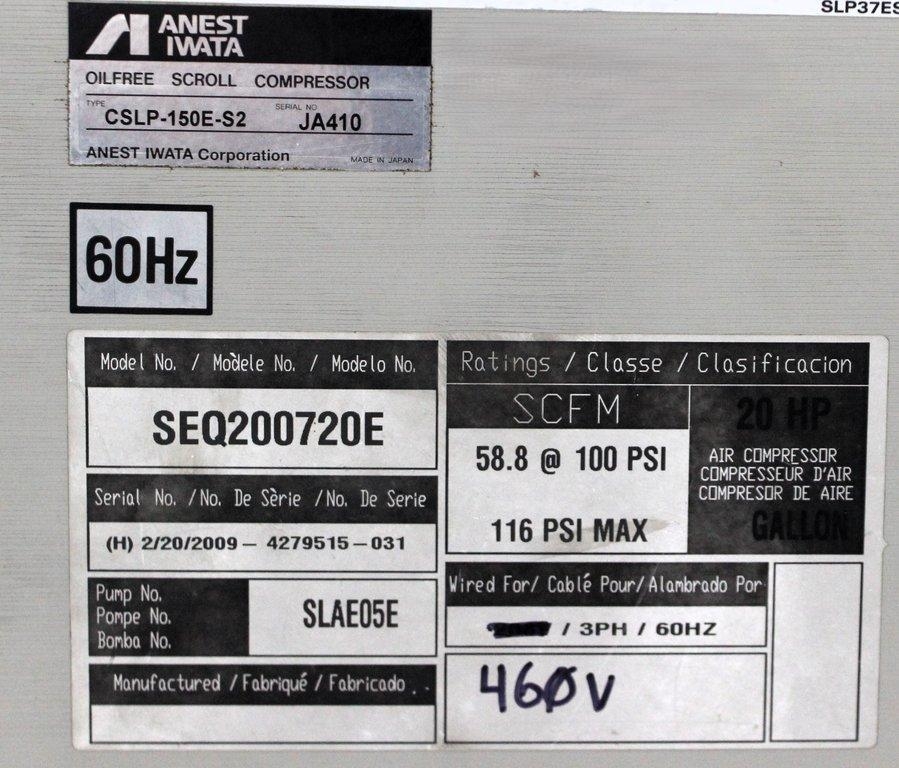 SLP37ES
ANEST
IWATA
OILFREE SCROLL COMPRESSOR
TYPE
CSLP-150E-S2
SERIAL NO
JA410
ANEST IWATA Corporation
MADE IN JAPAN
60Hz
Model No. / Modèle No. / Modelo No.
SEQ200720E
Serial No. /No. De Sèrie /No. De Serie
(H) 2/20/2009 – 4279515-031
Pump No.
Pompe No.
Bomba No.
SLAE05E
Manufactured / Fabriqué / Fabricado
Ratings / Classe / Clasificacion
SCFM
58.8 @ 100 PSI
116 PSI MAX
20 HP
AIR COMPRESSOR
COMPRESSEUR D'AIR
COMPRESOR DE AIRE
GALLON
Wired For/ Cablé Pour/Alambrado Por
/ 3PH / 60HZ
460V